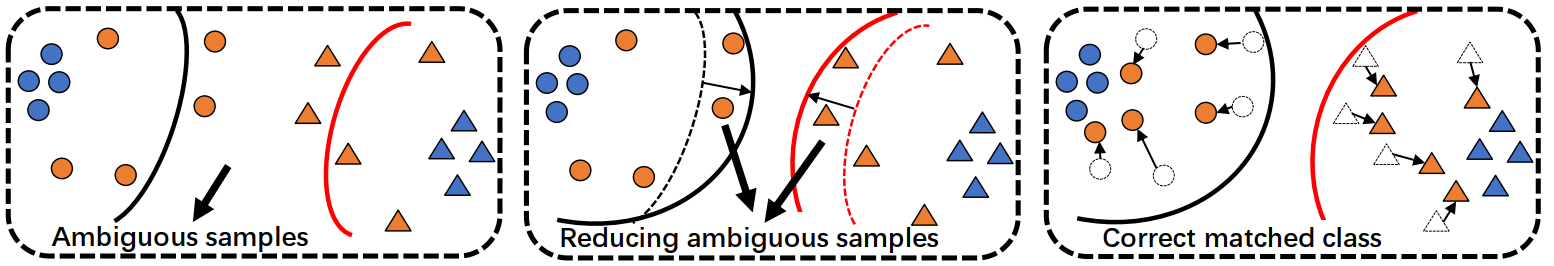 Ambiguous samples
Reducing ambiguous samples
Correct matched class